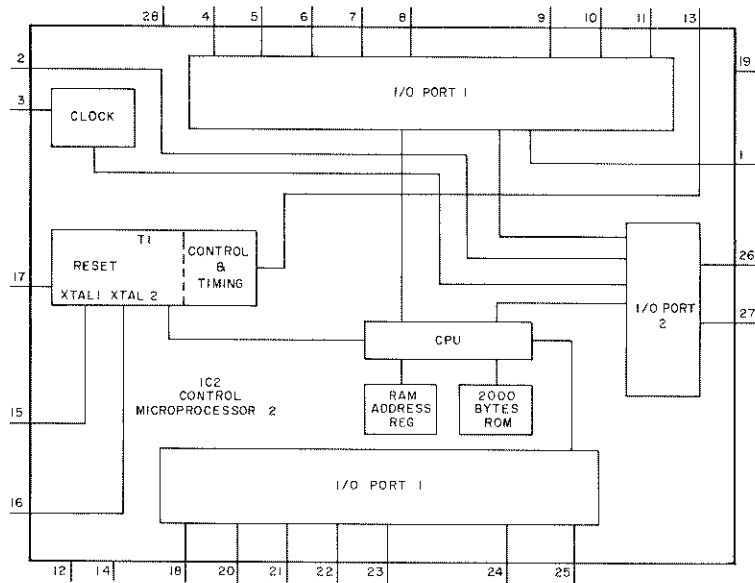 28 4 5 6 7 8 9 10 11 13
2
19
3
I/O PORT 1
CLOCK
1
T1
RESET
CONTROL
&
TIMING
XTAL1 XTAL 2
17
26
I/O PORT
2
27
CPU
IC2
CONTROL
MICROPROCESSOR 2
RAM
ADDRESS
REG
2000
BYTES
ROM
15
I/O PORT 1
16
12 14 18 20 21 22 23 24 25